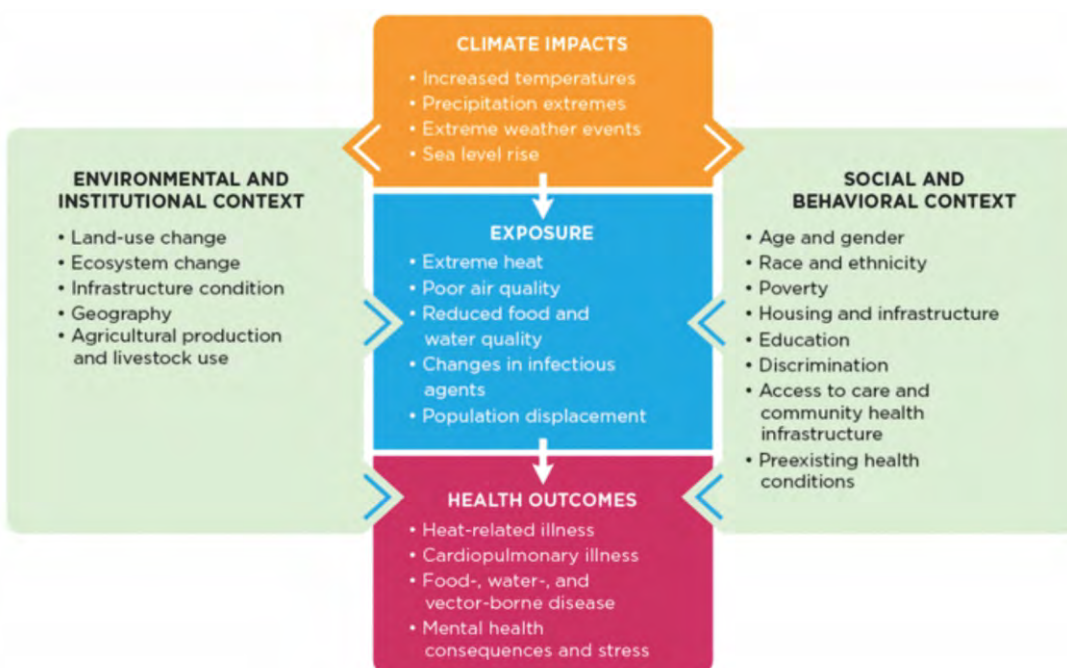 CLIMATE IMPACTS
• Increased temperatures
• Precipitation extremes
• Extreme weather events
• Sea level rise
ENVIRONMENTAL AND
INSTITUTIONAL CONTEXT
• Land-use change
• Ecosystem change
• Infrastructure condition
• Geography
• Agricultural production
and livestock use
EXPOSURE
• Extreme heat
• Poor air quality
• Reduced food and
water quality
• Changes in infectious
agents
• Population displacement
SOCIAL AND
BEHAVIORAL CONTEXT
• Age and gender
• Race and ethnicity
• Poverty
• Housing and infrastructure
• Education
• Discrimination
• Access to care and
community health
infrastructure
• Preexisting health
conditions
HEALTH OUTCOMES
• Heat-related illness
• Cardiopulmonary illness
• Food-, water-, and
vector-borne disease
• Mental health
consequences and stress